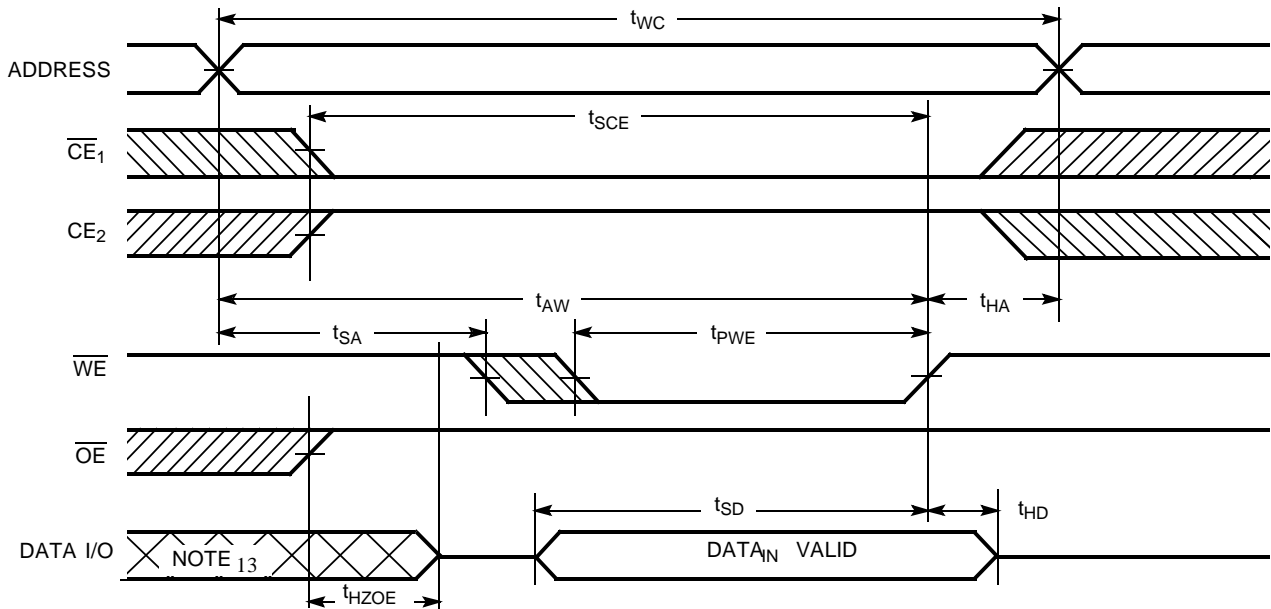 tWC
ADDRESS
tSCE
CE1
CE2
tAW
tHA
tSA
tPWE
WE
OE
tSD
tHD
DATA I/O
NOTE 13
DATAIN VALID
tHZOE